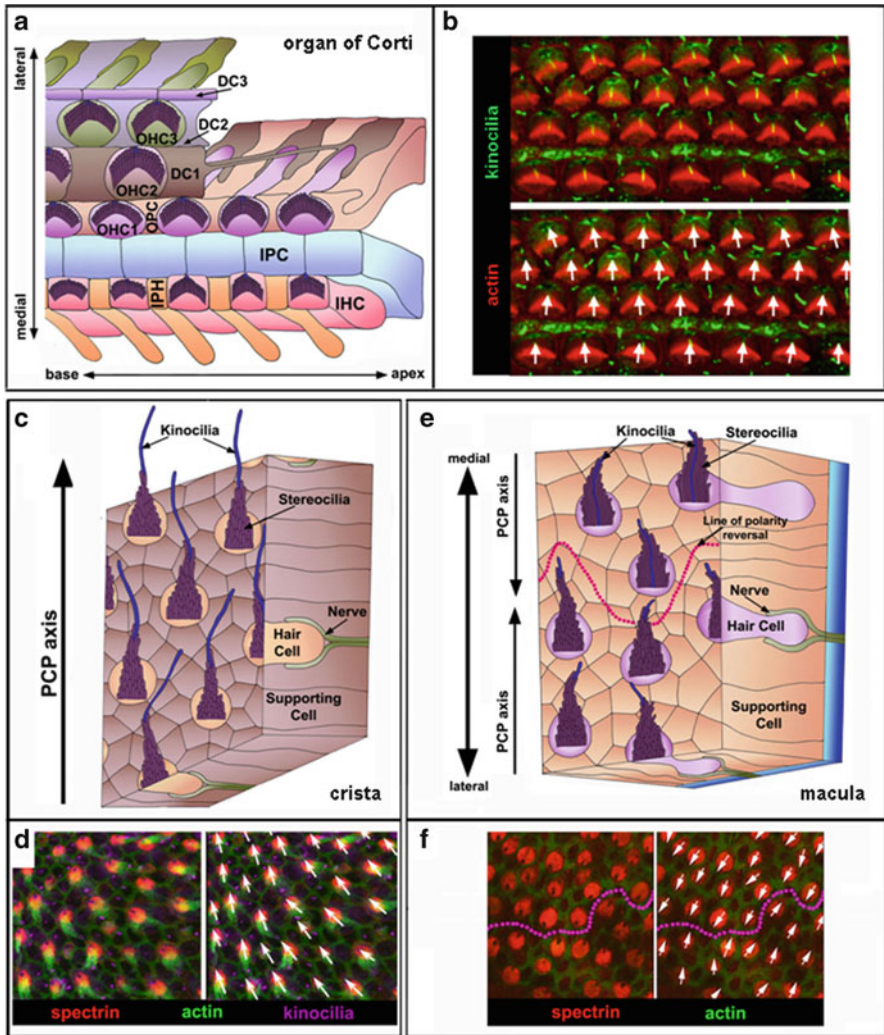 a
organ of Corti
lateral
DC3
DC2
OHC3
DC1
OHC2
OPC
OHC1
IPC
IPH
IHC
medial
base
apex
b
kinocilia
actin
c
Kinocilia
Stereocilia
PCP axis
Nerve
Hair
Cell
Supporting
Cell
crista
e
Kinocilia
Stereocilia
medial
PCP axis
Line of polarity
reversal
Nerve
Hair Cell
PCP axis
Supporting
Cell
lateral
macula
d
spectrin
actin
kinocilia
f
spectrin
actin